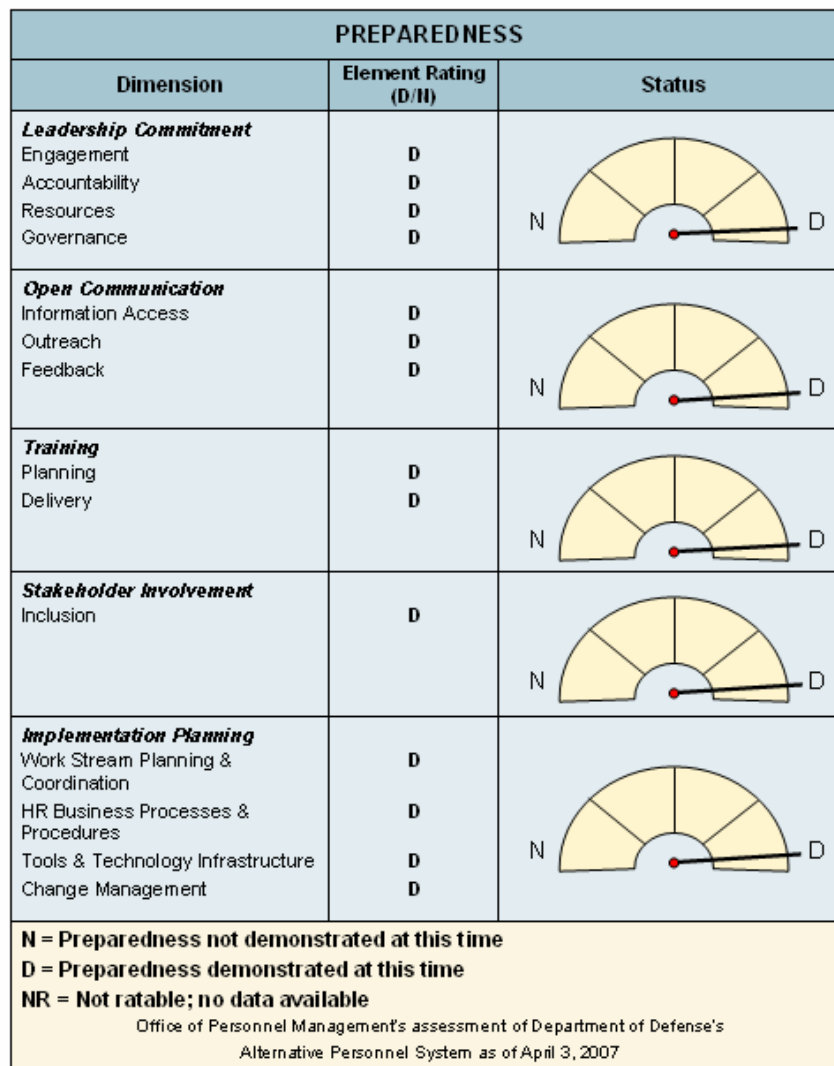 PREPAREDNESS
Dimension
Element Rating
(D/N)
Status
Leadership Commitment
Engagement D
Accountability D
Resources D
Governance D
N D
Open Communication
Information Access D
Outreach D
Feedback D
N D
Training
Planning D
Delivery D
N D
Stakeholder Involvement
Inclusion D
N D
Implementation Planning
Work Stream Planning & D
Coordination
HR Business Processes & D
Procedures
Tools & Technology Infrastructure D
Change Management D
N D
N = Preparedness not demonstrated at this time
D = Preparedness demonstrated at this time
NR = Not ratable; no data available
Office of Personnel Management's assessment of Department of Defense's
Alternative Personnel System as of April 3, 2007